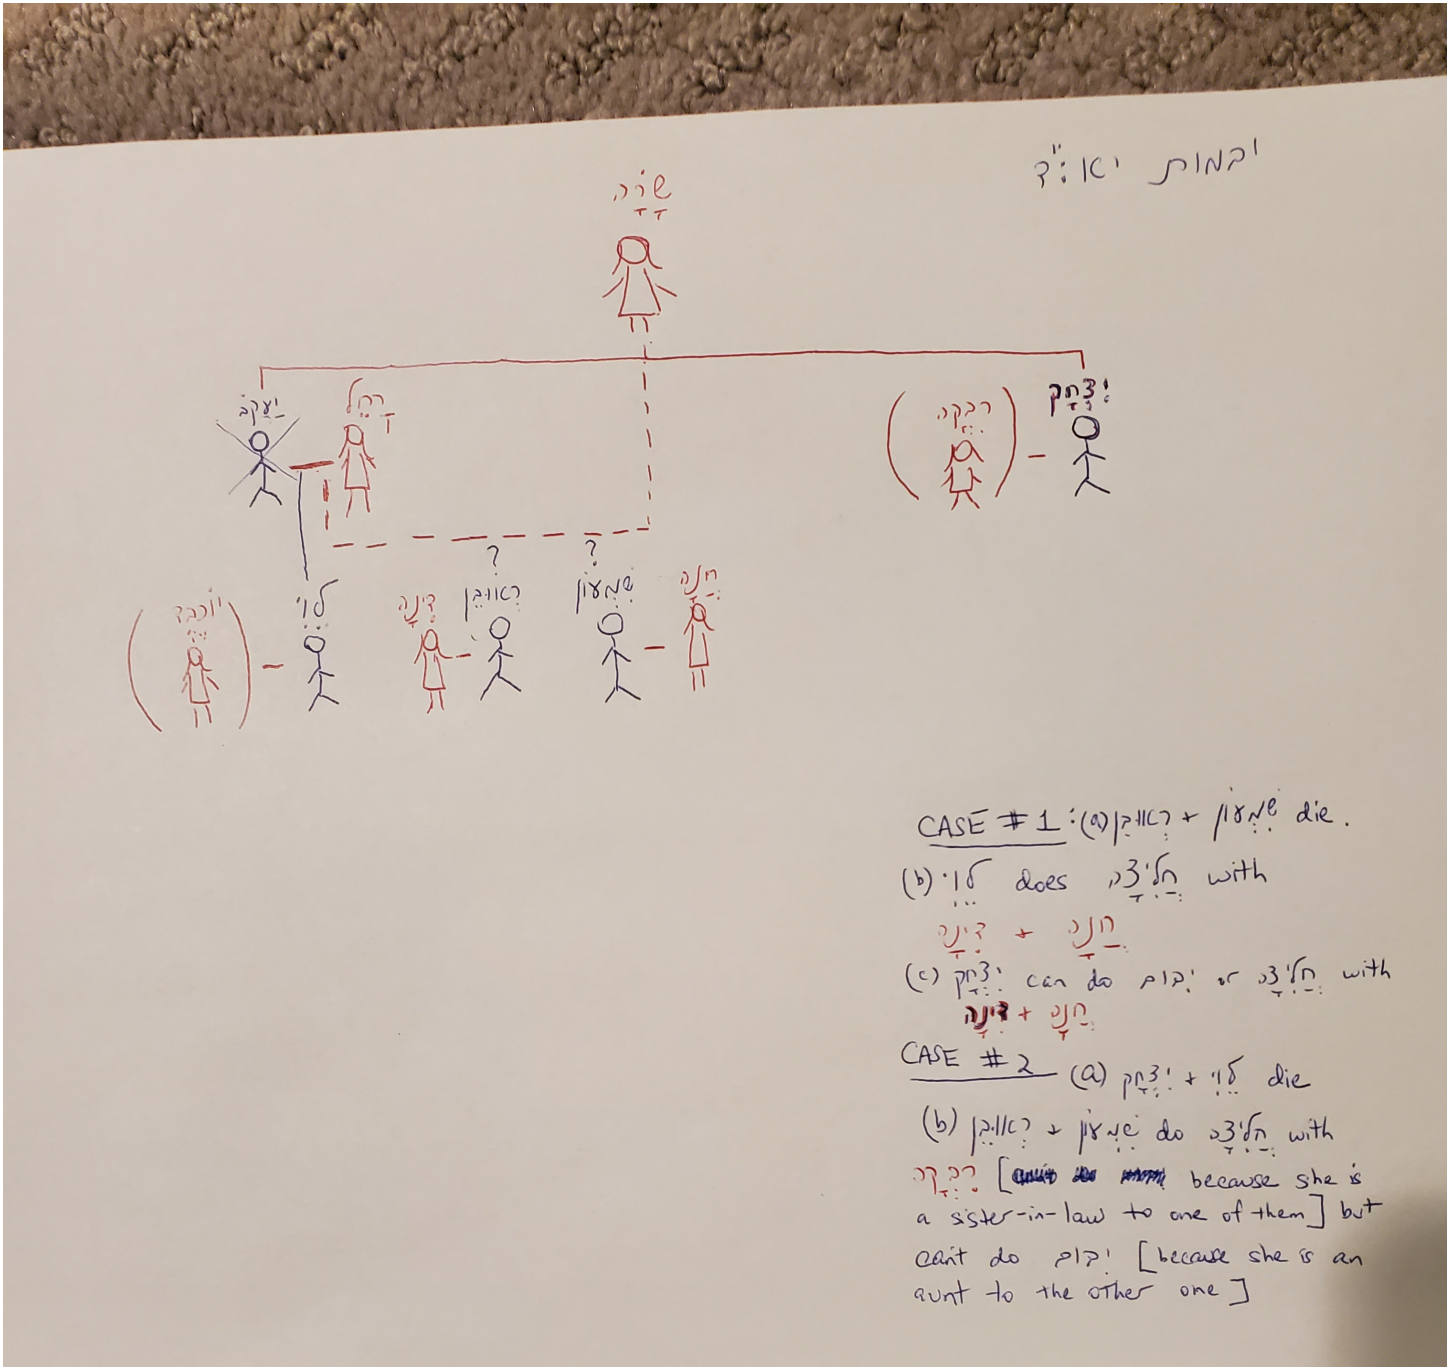 יבמות יא:ד"
שָׂרָה
יַעֲקֹב
רָחֵל
רִבְקָה
יִצְחָק
?
?
יוֹכֶבֶד
לֵוִי
דִּינָה
רְאוּבֵן
שִׁמְעוֹן
חַנָּה
CASE #1: (a) רְאוּבֵן + שִׁמְעוֹן die.
(b) לֵוִי does חֲלִיצָה with
דִּינָה + חַנָּה
(c) יִצְחָק can do יִבּוּם or חֲלִיצָה with
דִּינָה + חַנָּה
CASE #2 (a) יִצְחָק + לֵוִי die
(b) רְאוּבֵן + שִׁמְעוֹן do חֲלִיצָה with
רִבְקָה [because she is
a sister-in-law to one of them] but
can't do יִבּוּם [because she is an
aunt to the other one]